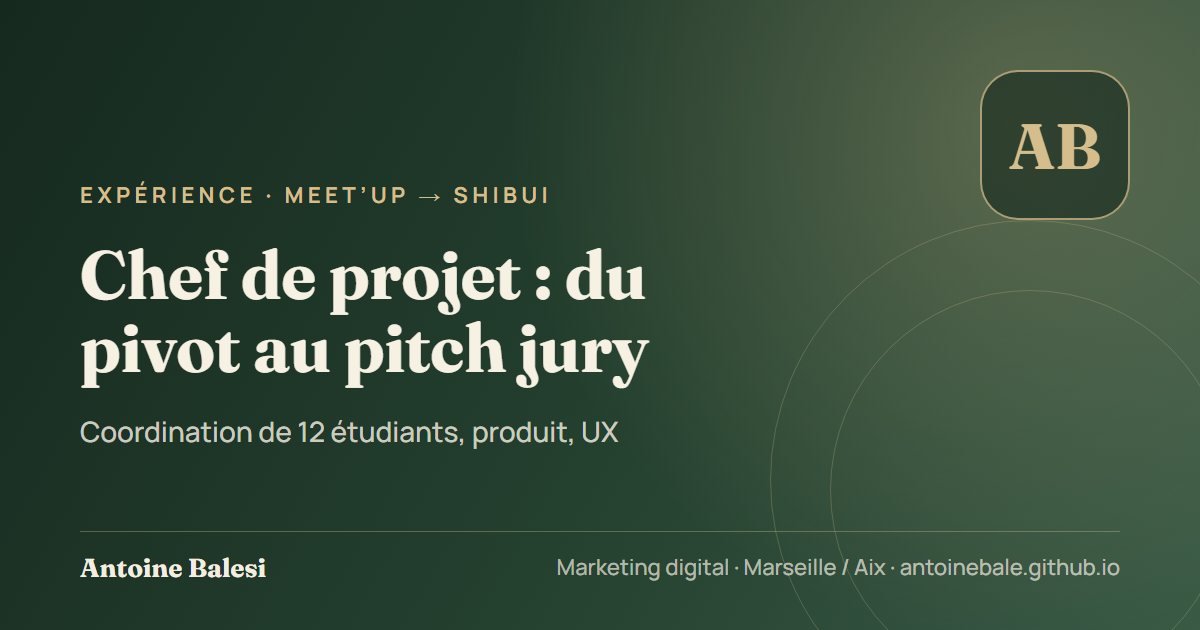 AB
EXPÉRIENCE · MEET’UP → SHIBUI
Chef de projet : du
pivot au pitch jury
Coordination de 12 étudiants, produit, UX
Antoine Balesi
Marketing digital · Marseille / Aix · antoinebale.github.io